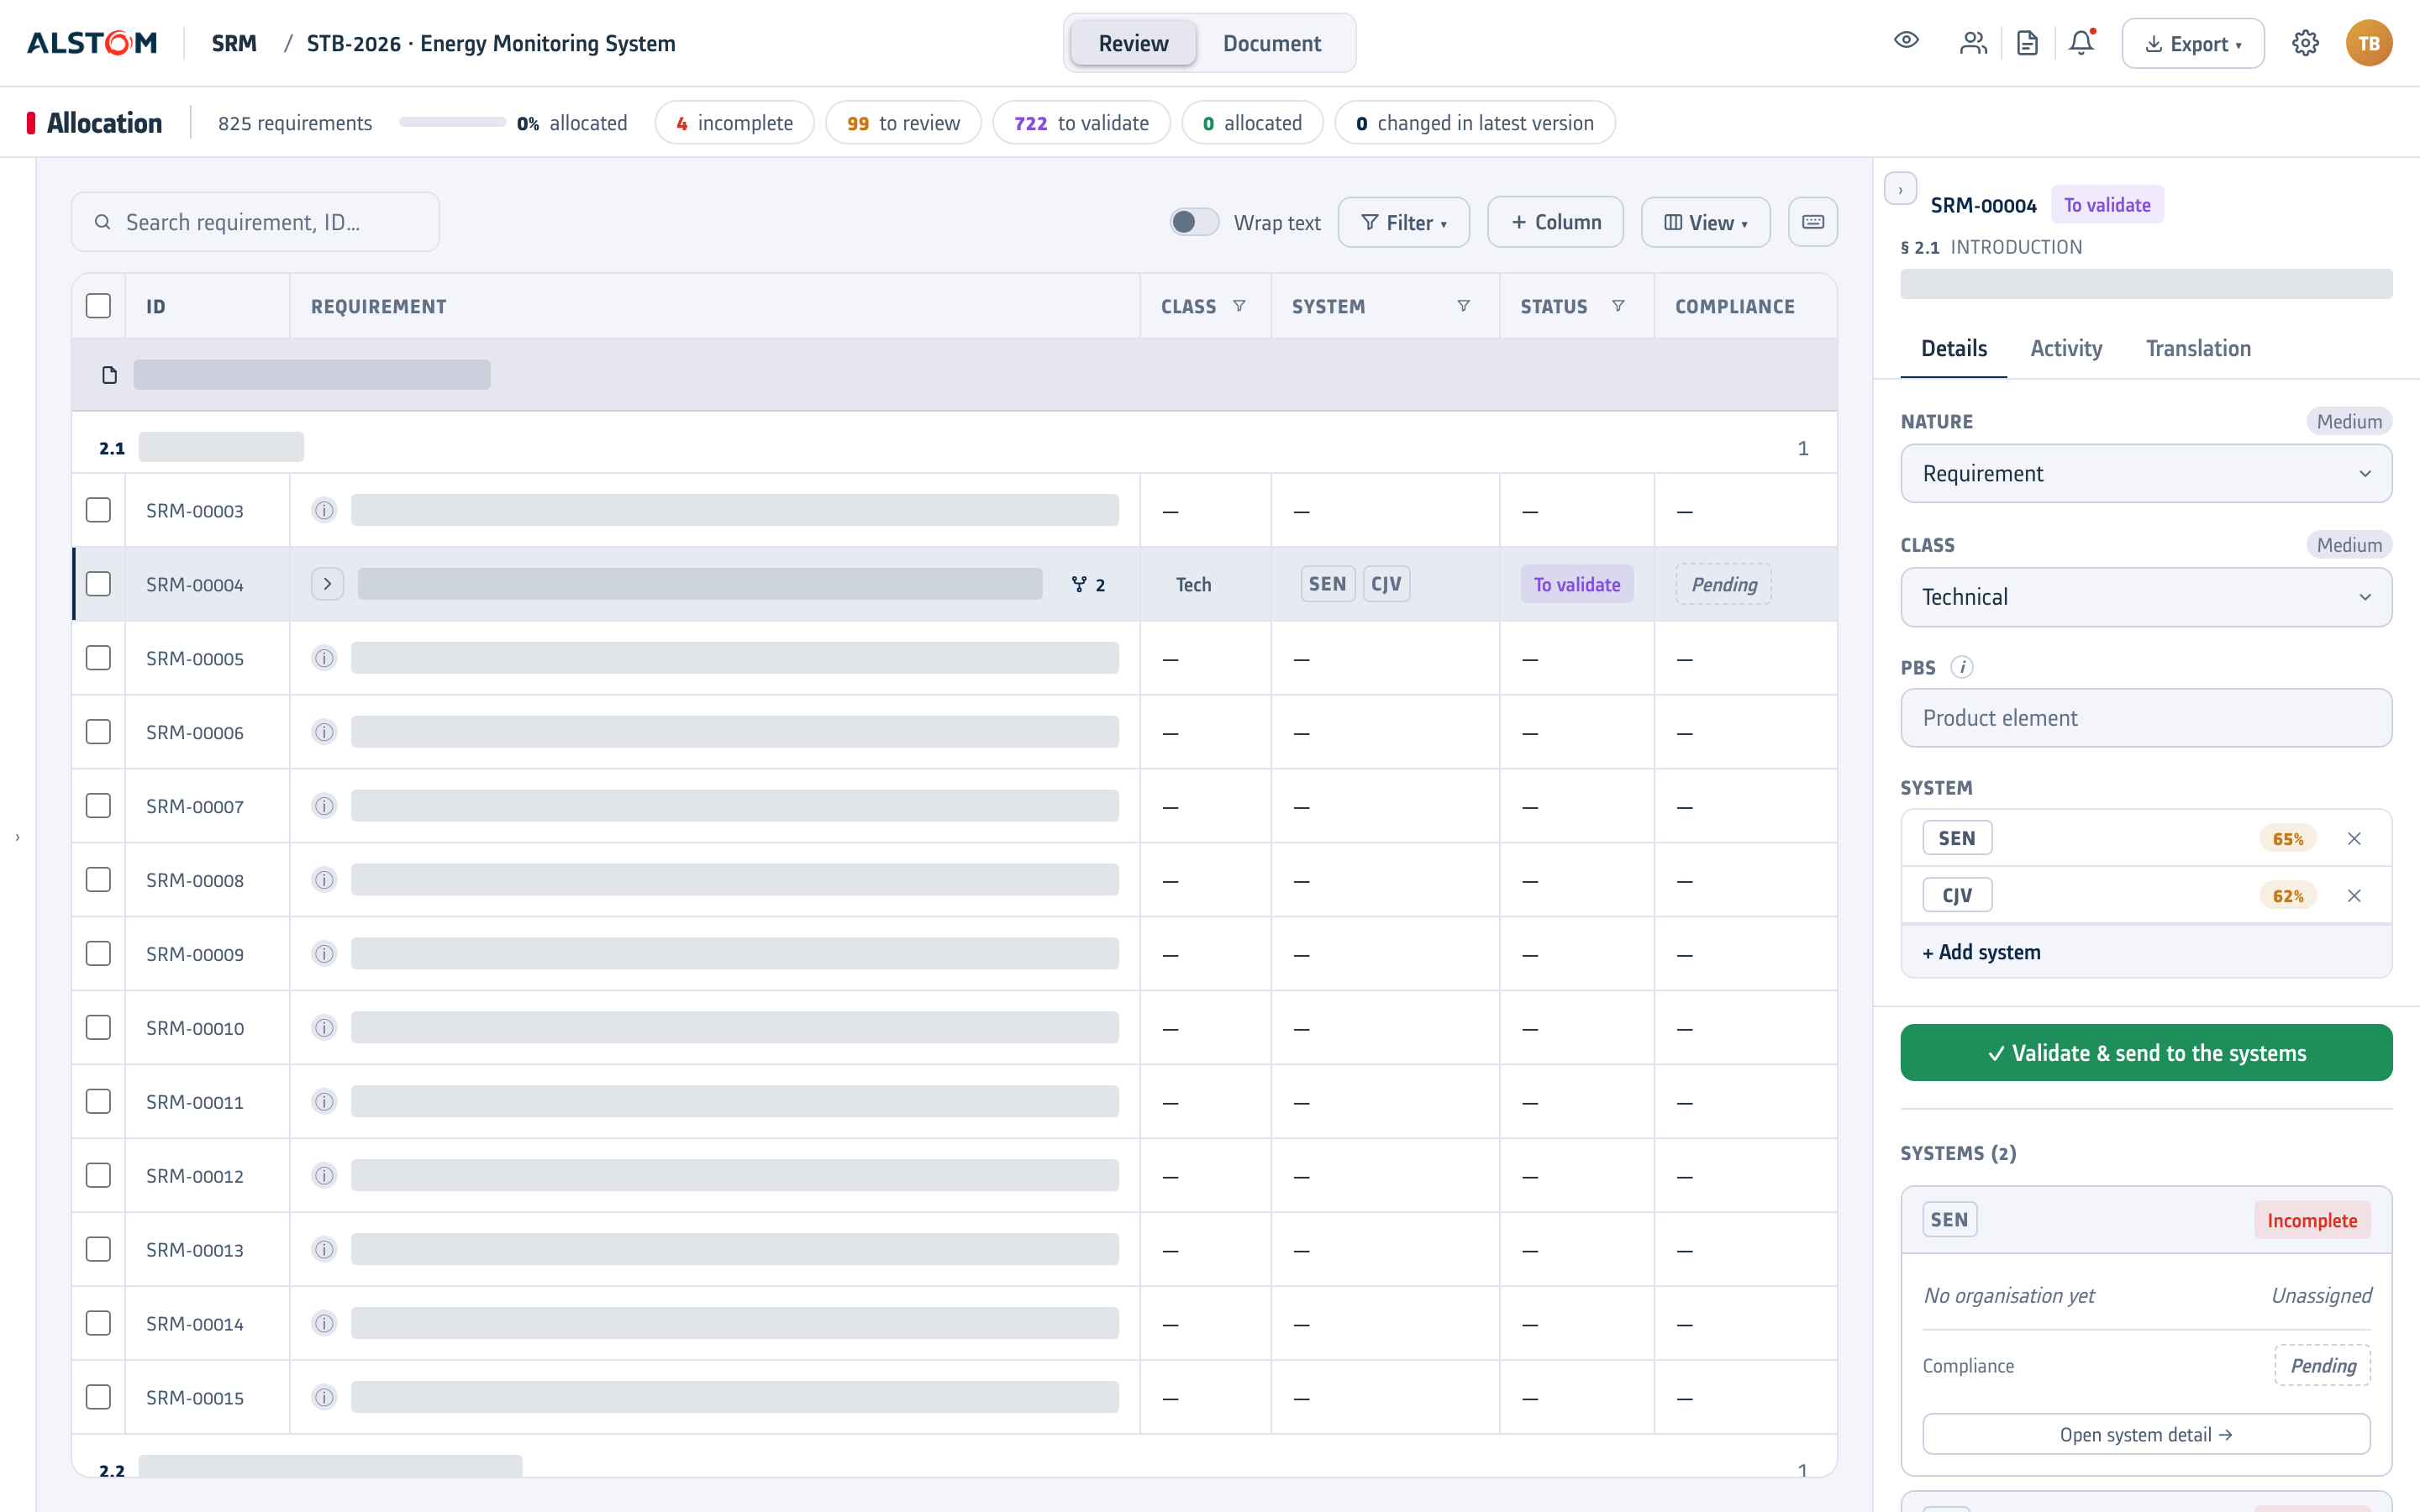 ALSTOM SRM / STB-2026 · Energy Monitoring System Review Document Export ▾ TB
Allocation 825 requirements 0% allocated 4 incomplete 99 to review 722 to validate 0 allocated 0 changed in latest version
Search requirement, ID... Wrap text Filter ▾ + Column View ▾
ID REQUIREMENT CLASS SYSTEM STATUS COMPLIANCE
2.1 1
SRM-00003 — — — —
SRM-00004 2 Tech SEN CJV To validate Pending
SRM-00005 — — — —
SRM-00006 — — — —
SRM-00007 — — — —
SRM-00008 — — — —
SRM-00009 — — — —
SRM-00010 — — — —
SRM-00011 — — — —
SRM-00012 — — — —
SRM-00013 — — — —
SRM-00014 — — — —
SRM-00015 — — — —
2.2 1
SRM-00004 To validate
§ 2.1 INTRODUCTION
Details Activity Translation
NATURE Medium
Requirement
CLASS Medium
Technical
PBS i
Product element
SYSTEM
SEN 65% ×
CJV 62% ×
+ Add system
✓ Validate & send to the systems
SYSTEMS (2)
SEN Incomplete
No organisation yet Unassigned
Compliance Pending
Open system detail →